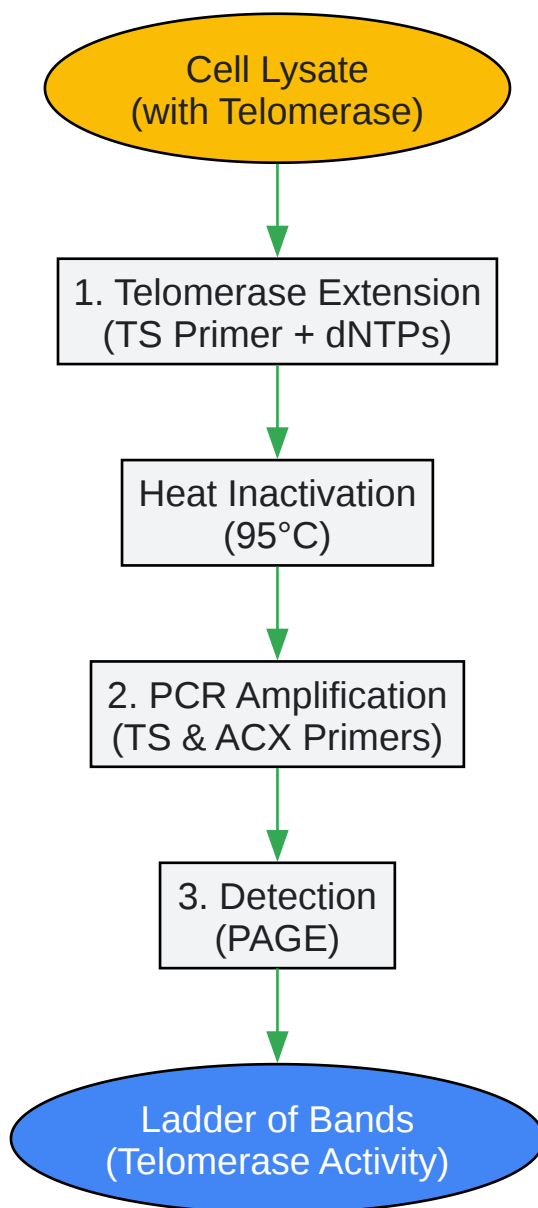 Cell Lysate
(with Telomerase)
1. Telomerase Extension
(TS Primer + dNTPs)
Heat Inactivation
(95°C)
2. PCR Amplification
(TS & ACX Primers)
3. Detection
(PAGE)
Ladder of Bands
(Telomerase Activity)